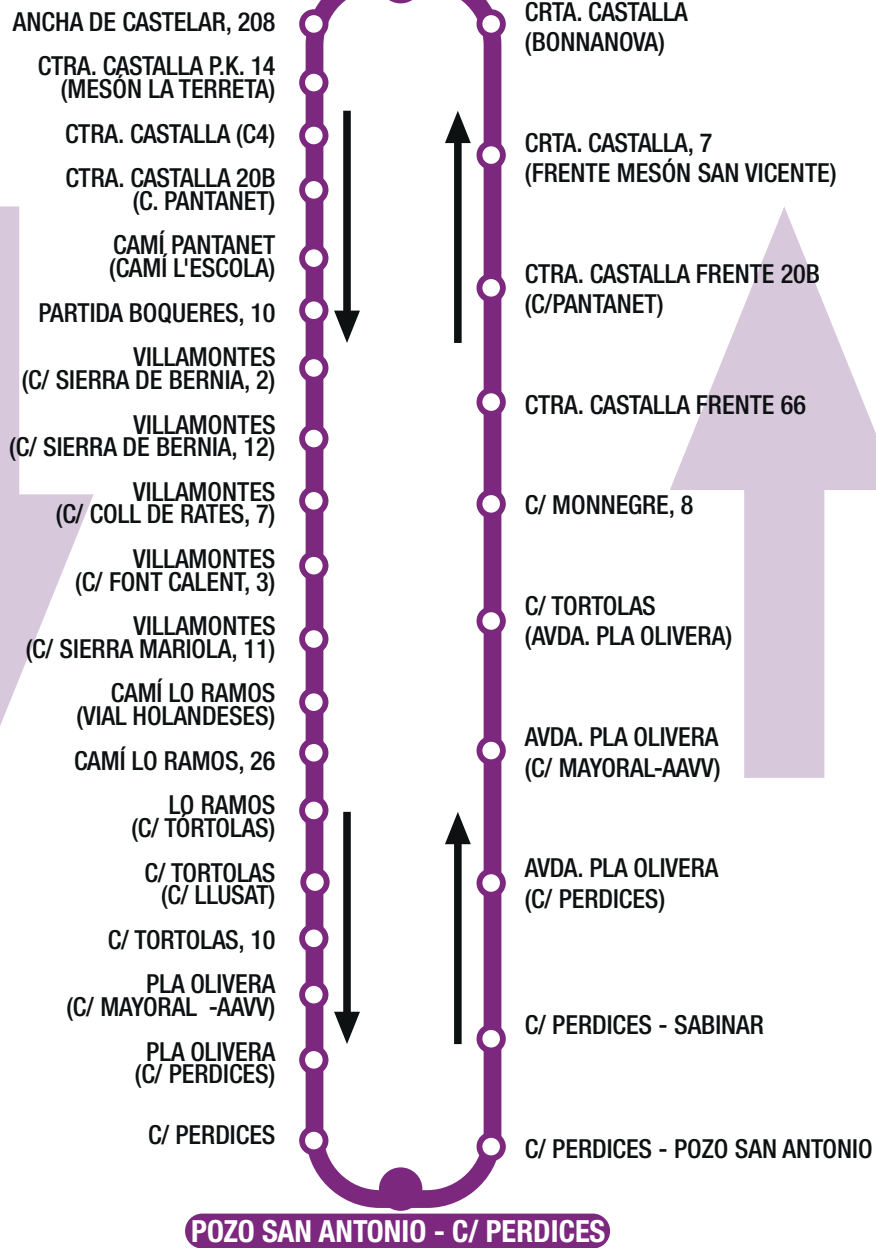 ANCHA DE CASTELAR, 208
CTRA. CASTALLA P.K. 14
(MESÓN LA TERRETA)
CTRA. CASTALLA (C4)
CTRA. CASTALLA 20B
(C. PANTANET)
CAMÍ PANTANET
(CAMÍ L'ESCOLA)
PARTIDA BOQUERES, 10
VILLAMONTES
(C/ SIERRA DE BERNIA, 2)
VILLAMONTES
(C/ SIERRA DE BERNIA, 12)
VILLAMONTES
(C/ COLL DE RATES, 7)
VILLAMONTES
(C/ FONT CALENT, 3)
VILLAMONTES
(C/ SIERRA MARIOLA, 11)
CAMÍ LO RAMOS
(VIAL HOLANDESES)
CAMÍ LO RAMOS, 26
LO RAMOS
(C/ TÓRTOLAS)
C/ TORTOLAS
(C/ LLUSAT)
C/ TORTOLAS, 10
PLA OLIVERA
(C/ MAYORAL -AAVV)
PLA OLIVERA
(C/ PERDICES)
C/ PERDICES
CRTA. CASTALLA
(BONNANOVA)
CRTA. CASTALLA, 7
(FRENTE MESÓN SAN VICENTE)
CTRA. CASTALLA FRENTE 20B
(C/PANTANET)
CTRA. CASTALLA FRENTE 66
C/ MONNEGRE, 8
C/ TORTOLAS
(AVDA. PLA OLIVERA)
AVDA. PLA OLIVERA
(C/ MAYORAL-AAVV)
AVDA. PLA OLIVERA
(C/ PERDICES)
C/ PERDICES - SABINAR
C/ PERDICES - POZO SAN ANTONIO
POZO SAN ANTONIO - C/ PERDICES